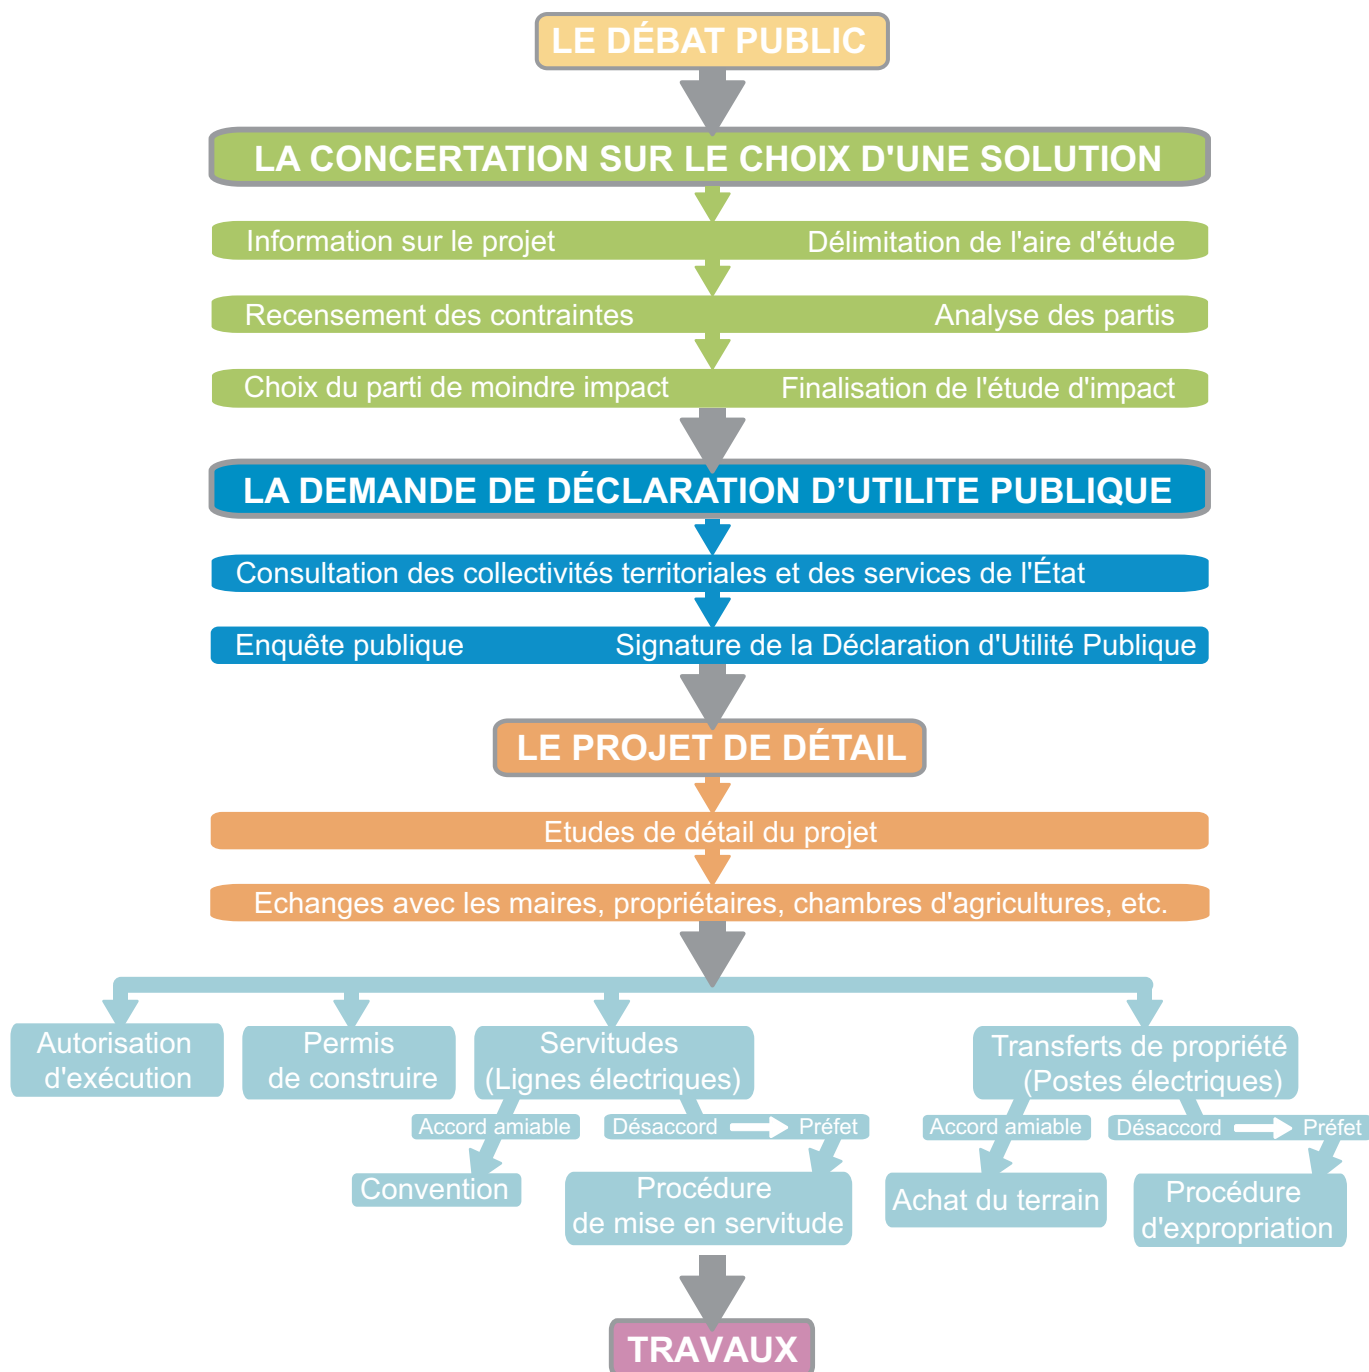 LE DÉBAT PUBLIC
LA CONCERTATION SUR LE CHOIX D'UNE SOLUTION
Information sur le projet
Délimitation de l'aire d'étude
Recensement des contraintes
Analyse des partis
Choix du parti de moindre impact
Finalisation de l'étude d'impact
LA DEMANDE DE DÉCLARATION D’UTILITE PUBLIQUE
Consultation des collectivités territoriales et des services de l'État
Enquête publique
Signature de la Déclaration d'Utilité Publique
LE PROJET DE DÉTAIL
Etudes de détail du projet
Echanges avec les maires, propriétaires, chambres d'agricultures, etc.
Autorisation
d'exécution
Permis
de construire
Servitudes
(Lignes électriques)
Transferts de propriété
(Postes électriques)
Accord amiable
Désaccord
Préfet
Accord amiable
Désaccord
Préfet
Convention
Procédure
de mise en servitude
Achat du terrain
Procédure
d'expropriation
TRAVAUX